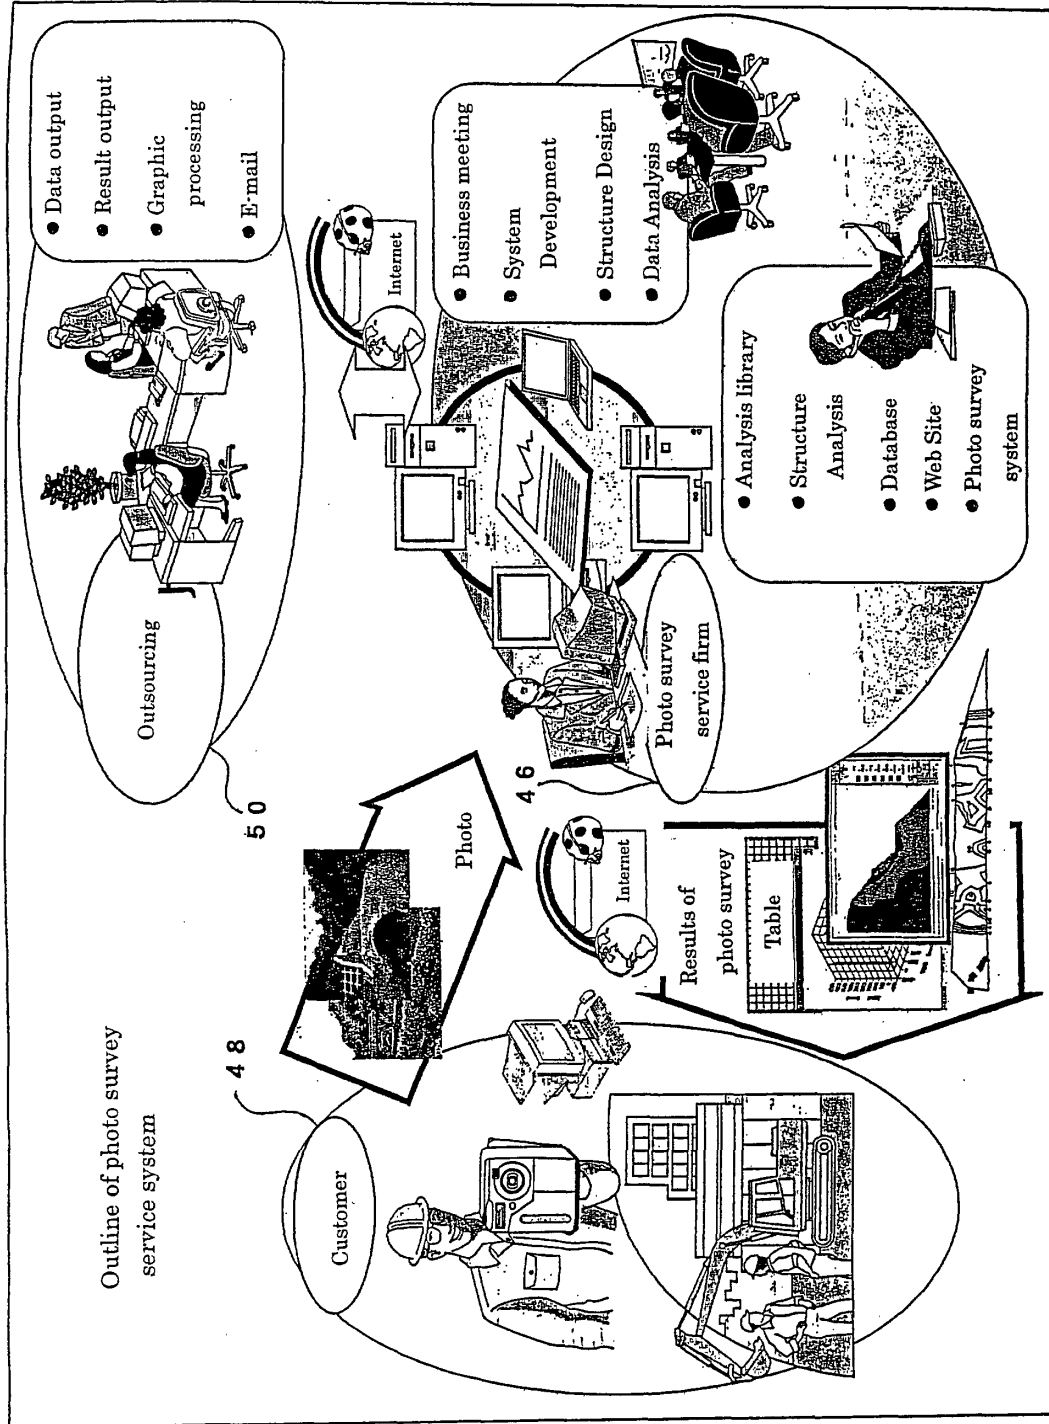 Outline of photo survey
service system
48
Customer
Photo
Internet
Results of
photo survey
Table
50
Outsourcing
• Data output
• Result output
• Graphic
processing
• E-mail
Internet
46
Photo survey
service firm
• Business meeting
• System
Development
• Structure Design
• Data Analysis
• Analysis library
• Structure
Analysis
• Database
• Web Site
• Photo survey
system